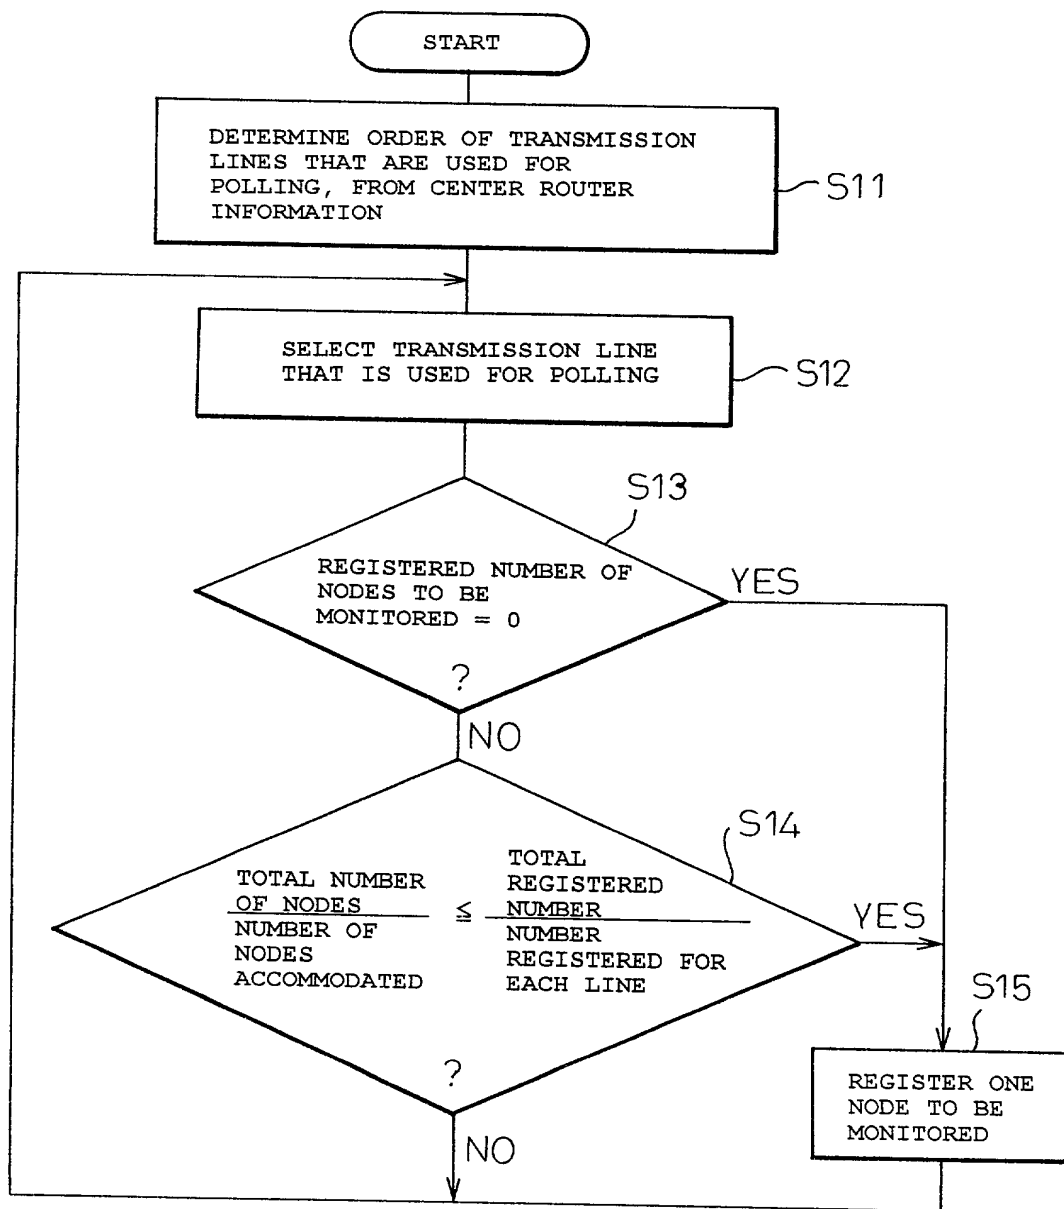 START
DETERMINE ORDER OF TRANSMISSION
LINES THAT ARE USED FOR
POLLING, FROM CENTER ROUTER
INFORMATION
S11
SELECT TRANSMISSION LINE
THAT IS USED FOR POLLING
S12
S13
REGISTERED NUMBER OF
NODES TO BE
MONITORED = 0
?
YES
NO
S14
TOTAL NUMBER
OF NODES
NUMBER OF
NODES
ACCOMMODATED
≦
TOTAL
REGISTERED
NUMBER
NUMBER
REGISTERED FOR
EACH LINE
?
YES
NO
S15
REGISTER ONE
NODE TO BE
MONITORED